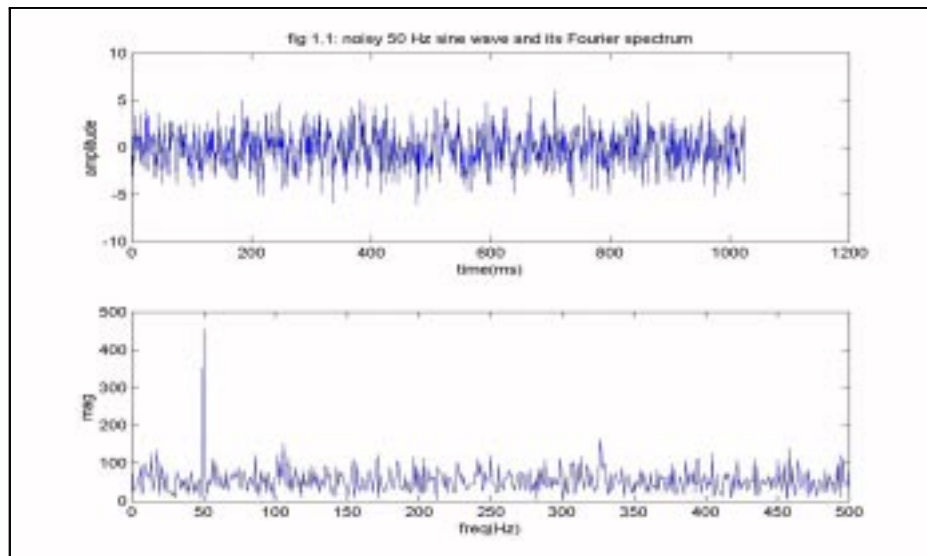 fig 1.1: noisy 50 Hz sine wave and its Fourier spectrum
10
5
0
-5
-10
amplitude
0 200 400 600 800 1000 1200
time(ms)
500
400
300
200
100
0
mag
0 50 100 150 200 250 300 350 400 450 500
freq(Hz)